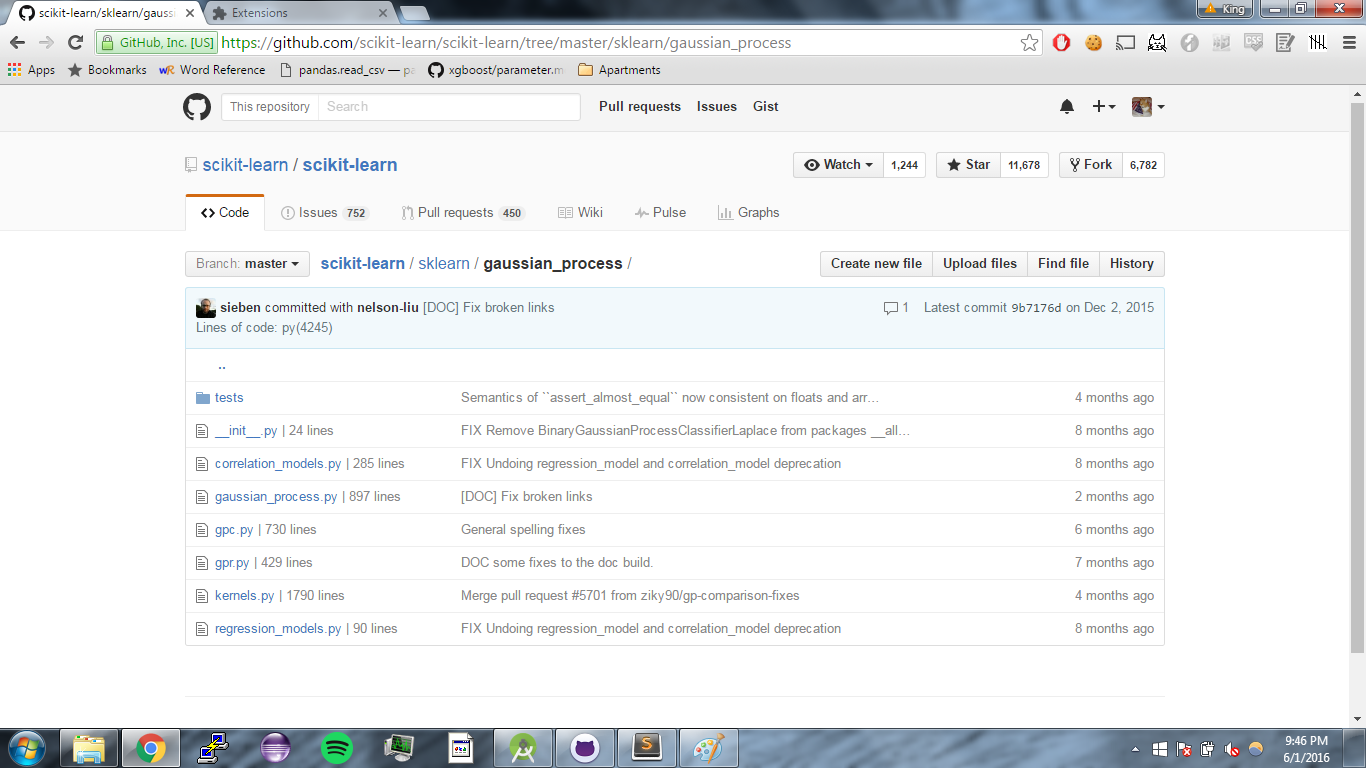 scikit-learn/sklearn/gaussi
Extensions
King
GitHub, Inc. [US]
https://github.com/scikit-learn/scikit-learn/tree/master/sklearn/gaussian_process
Apps
Bookmarks
wR Word Reference
pandas.read_csv — pa
xgboost/parameter.m
Apartments
This repository
Search
Pull requests
Issues
Gist
scikit-learn / scikit-learn
Watch
1,244
Star
11,678
Fork
6,782
Code
Issues 752
Pull requests 450
Wiki
Pulse
Graphs
Branch: master
scikit-learn / sklearn / gaussian_process /
Create new file
Upload files
Find file
History
sieben committed with nelson-liu [DOC] Fix broken links
1
Latest commit 9b7176d on Dec 2, 2015
Lines of code: py(4245)
..
tests
Semantics of ``assert_almost_equal`` now consistent on floats and arr…
4 months ago
__init__.py | 24 lines
FIX Remove BinaryGaussianProcessClassifierLaplace from packages __all…
8 months ago
correlation_models.py | 285 lines
FIX Undoing regression_model and correlation_model deprecation
8 months ago
gaussian_process.py | 897 lines
[DOC] Fix broken links
2 months ago
gpc.py | 730 lines
General spelling fixes
6 months ago
gpr.py | 429 lines
DOC some fixes to the doc build.
7 months ago
kernels.py | 1790 lines
Merge pull request #5701 from ziky90/gp-comparison-fixes
4 months ago
regression_models.py | 90 lines
FIX Undoing regression_model and correlation_model deprecation
8 months ago
9:46 PM
6/1/2016